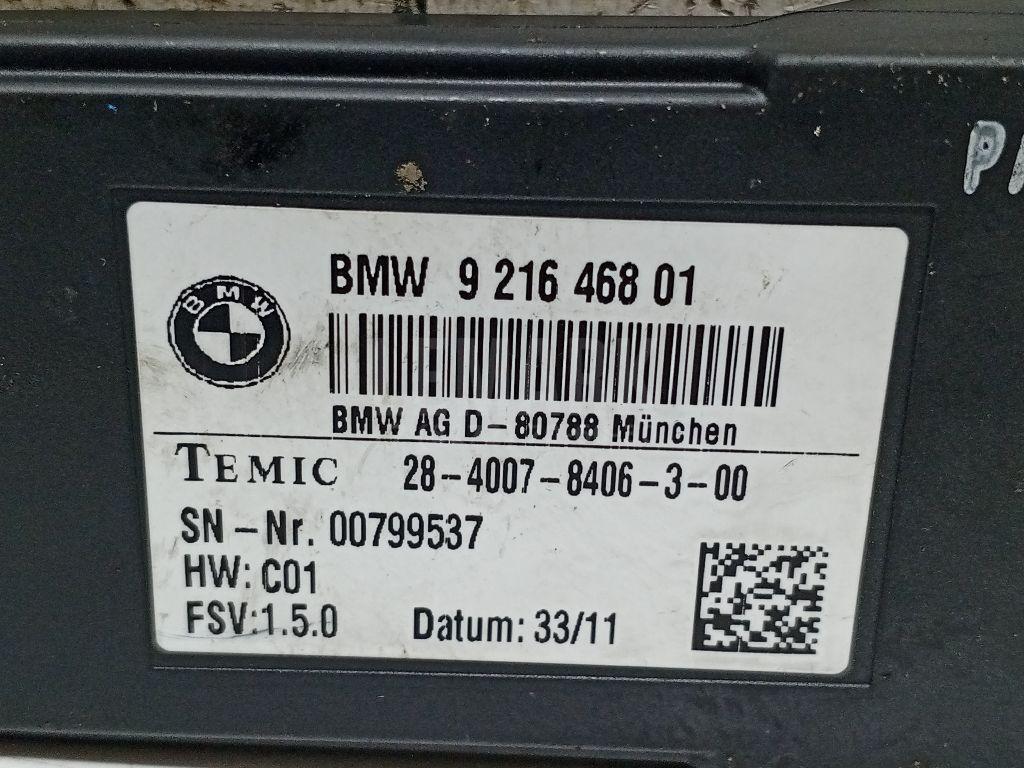 P
BMW
BMW 9 216 468 01
BMW AG D-80788 München
TEMIC 28-4007-8406-3-00
SN-Nr. 00799537
HW: C01
FSV:1.5.0 Datum: 33/11